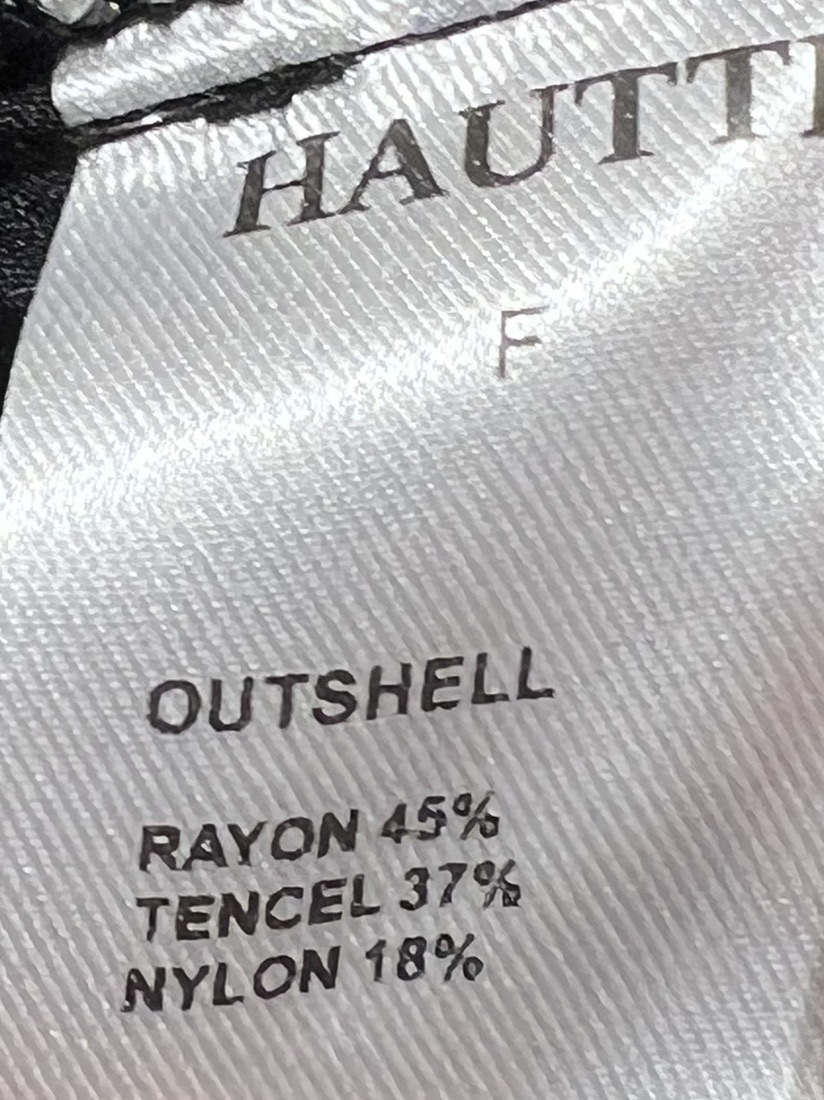 HAUTT
F
OUTSHELL
RAYON 45%
TENCEL 37%
NYLON 18%